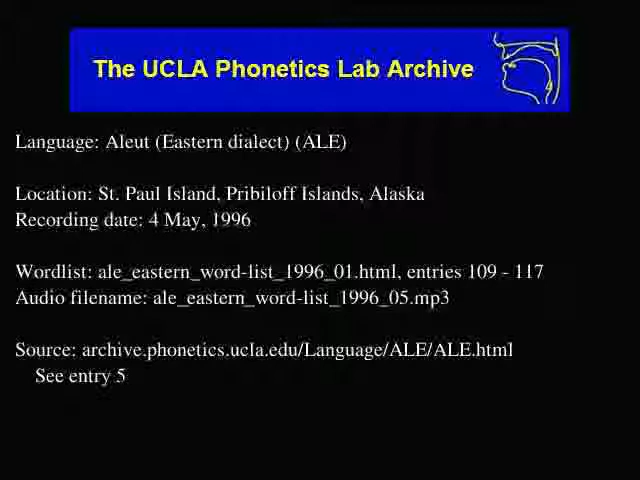 The UCLA Phonetics Lab Archive
Language: Aleut (Eastern dialect) (ALE)
Location: St. Paul Island, Pribiloff Islands, Alaska
Recording date: 4 May, 1996
Wordlist: ale_eastern_word-list_1996_01.html, entries 109 - 117
Audio filename: ale_eastern_word-list_1996_05.mp3
Source: archive.phonetics.ucla.edu/Language/ALE/ALE.html
See entry 5